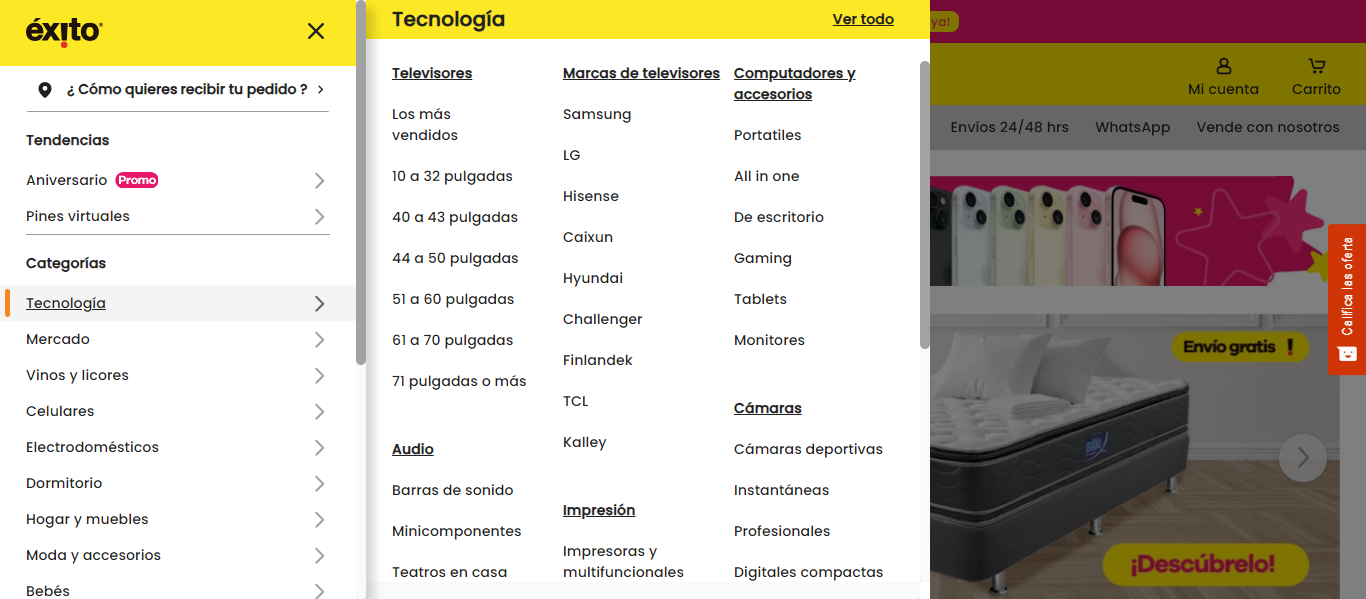 éxito
¿ Cómo quieres recibir tu pedido ?
Tendencias
Aniversario Promo
Pines virtuales
Categorías
Tecnología
Mercado
Vinos y licores
Celulares
Electrodomésticos
Dormitorio
Hogar y muebles
Moda y accesorios
Bebés
Tecnología
Ver todo
Televisores
Los más
vendidos
10 a 32 pulgadas
40 a 43 pulgadas
44 a 50 pulgadas
51 a 60 pulgadas
61 a 70 pulgadas
71 pulgadas o más
Audio
Barras de sonido
Minicomponentes
Teatros en casa
Marcas de televisores
Samsung
LG
Hisense
Caixun
Hyundai
Challenger
Finlandek
TCL
Kalley
Impresión
Impresoras y
multifuncionales
Computadores y
accesorios
Portatiles
All in one
De escritorio
Gaming
Tablets
Monitores
Cámaras
Cámaras deportivas
Instantáneas
Profesionales
Digitales compactas
ya!
Mi cuenta
Carrito
Envíos 24/48 hrs
WhatsApp
Vende con nosotros
Envío gratis !
¡Descúbrelo!
Califica las oferta